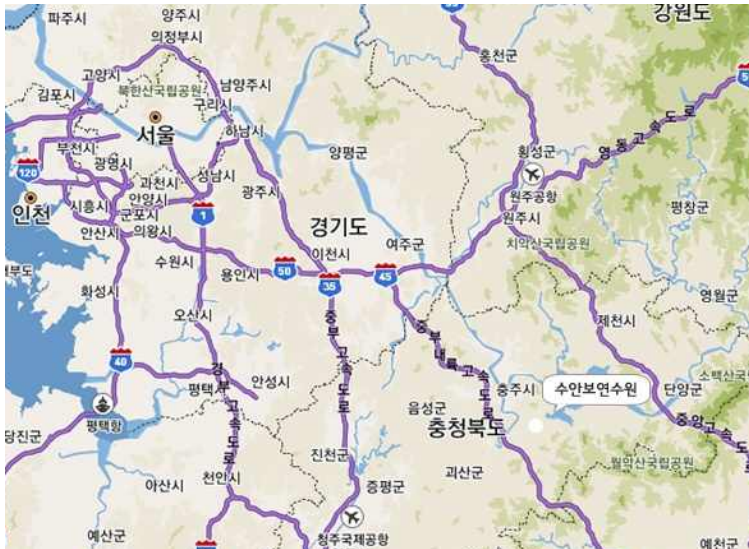 파주시
양주시
의정부시
강원도
홍천군
5
고양시
북한산국립공원
남양주시
김포시
구리시
서울
하남시
양평군
횡성군
영동고속도로
부천시
광명시
120
과천시
성남시
원주공항
인천
시흥시
안양시
광주시
평창군
군포시
1
경기도
원주시
안산시
의왕시
여주군
치악산국립공원
수원시
이천시
용인시
50
35
45
화성시
영월군
오산시
중부고속도로
중부내륙고속도로
제천시
40
소백산국
평택
안성시
충주시
수안보연수원
단양군
경부고속도로
음성군
중앙고속도로
평택항
당진군
충청북도
진천군
월악산국립공원
천안시
괴산군
아산시
증평군
예산군
청주국제공항
예천군